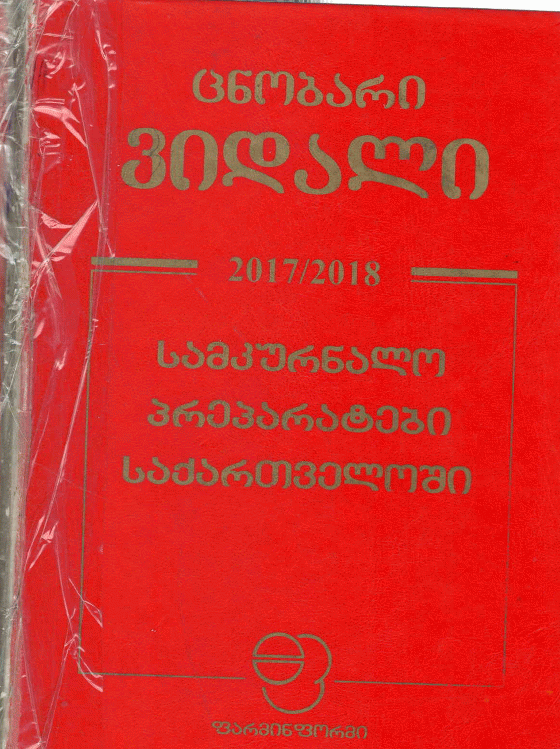 ცნობარი
ვიდალი
2017/2018
სამკურნალო
პრეპარატები
საქართველოში
ფარმინფორმი